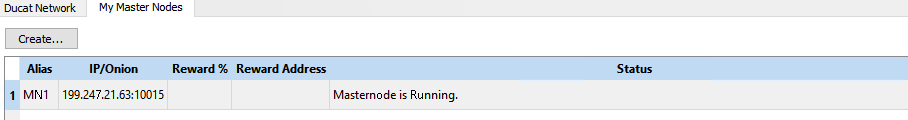 Ducat Network My Master Nodes
Create...
Alias IP/Onion Reward % Reward Address Status
1 MN1 199.247.21.63:10015 Masternode is Running.